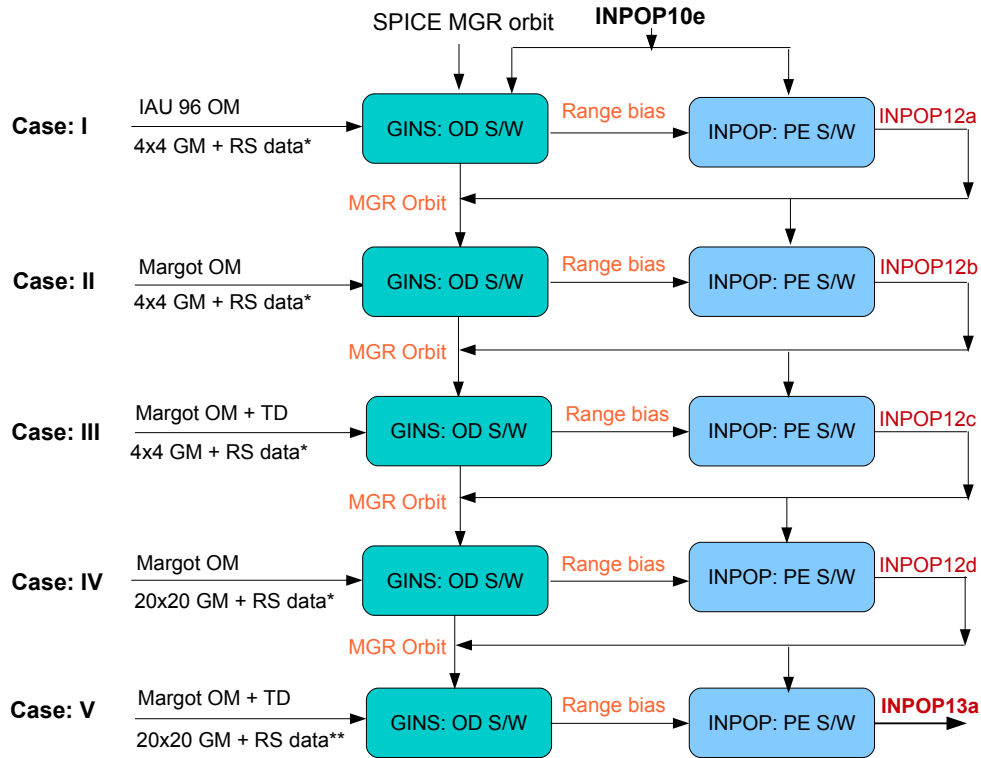 SPICE MGR orbit
INPOP10e
Case: I
IAU 96 OM
4x4 GM + RS data*
GINS: OD S/W
Range bias
INPOP: PE S/W
INPOP12a
MGR Orbit
Case: II
Margot OM
4x4 GM + RS data*
GINS: OD S/W
Range bias
INPOP: PE S/W
INPOP12b
MGR Orbit
Case: III
Margot OM + TD
4x4 GM + RS data*
GINS: OD S/W
Range bias
INPOP: PE S/W
INPOP12c
MGR Orbit
Case: IV
Margot OM
20x20 GM + RS data*
GINS: OD S/W
Range bias
INPOP: PE S/W
INPOP12d
MGR Orbit
Case: V
Margot OM + TD
20x20 GM + RS data**
GINS: OD S/W
Range bias
INPOP: PE S/W
INPOP13a